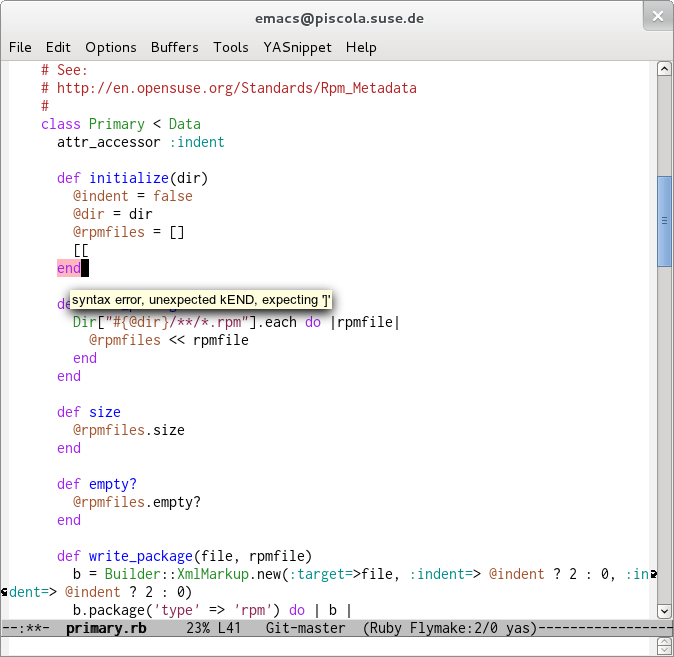 emacs@piscola.suse.de
File Edit Options Buffers Tools YASnippet Help
# See:
# http://en.opensuse.org/Standards/Rpm_Metadata
#
class Primary < Data
attr_accessor :indent
def initialize(dir)
@indent = false
@dir = dir
@rpmfiles = []
[[
end
syntax error, unexpected kEND, expecting ']'
Dir["#{@dir}/**/*.rpm"].each do |rpmfile|
@rpmfiles << rpmfile
end
end
def size
@rpmfiles.size
end
def empty?
@rpmfiles.empty?
end
def write_package(file, rpmfile)
b = Builder::XmlMarkup.new(:target=>file, :indent=> @indent ? 2 : 0, :in
dent=> @indent ? 2 : 0)
b.package('type' => 'rpm') do | b |
--:**- primary.rb 23% L41 Git-master (Ruby Flymake:2/0 yas)-----------------